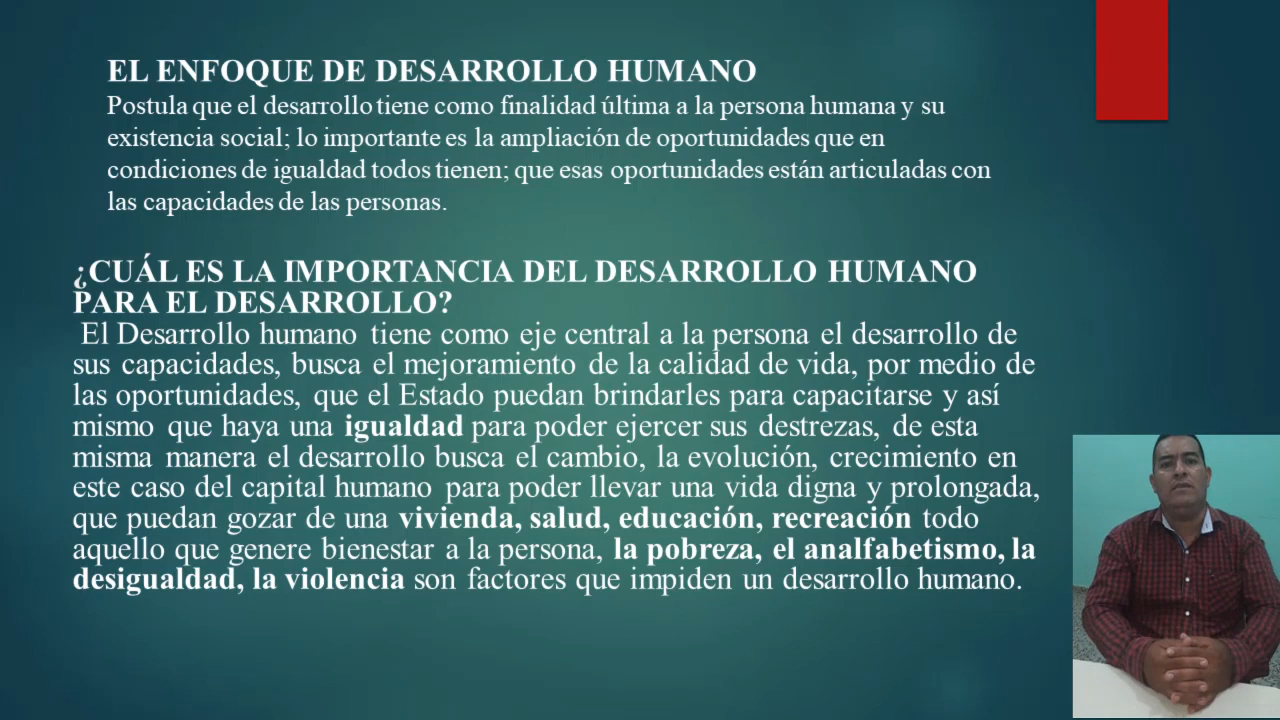 EL ENFOQUE DE DESARROLLO HUMANO
Postula que el desarrollo tiene como finalidad última a la persona humana y su
existencia social; lo importante es la ampliación de oportunidades que en
condiciones de igualdad todos tienen; que esas oportunidades están articuladas con
las capacidades de las personas.
¿CUÁL ES LA IMPORTANCIA DEL DESARROLLO HUMANO
PARA EL DESARROLLO?
El Desarrollo humano tiene como eje central a la persona el desarrollo de
sus capacidades, busca el mejoramiento de la calidad de vida, por medio de
las oportunidades, que el Estado puedan brindarles para capacitarse y así
mismo que haya una igualdad para poder ejercer sus destrezas, de esta
misma manera el desarrollo busca el cambio, la evolución, crecimiento en
este caso del capital humano para poder llevar una vida digna y prolongada,
que puedan gozar de una vivienda, salud, educación, recreación todo
aquello que genere bienestar a la persona, la pobreza, el analfabetismo, la
desigualdad, la violencia son factores que impiden un desarrollo humano.